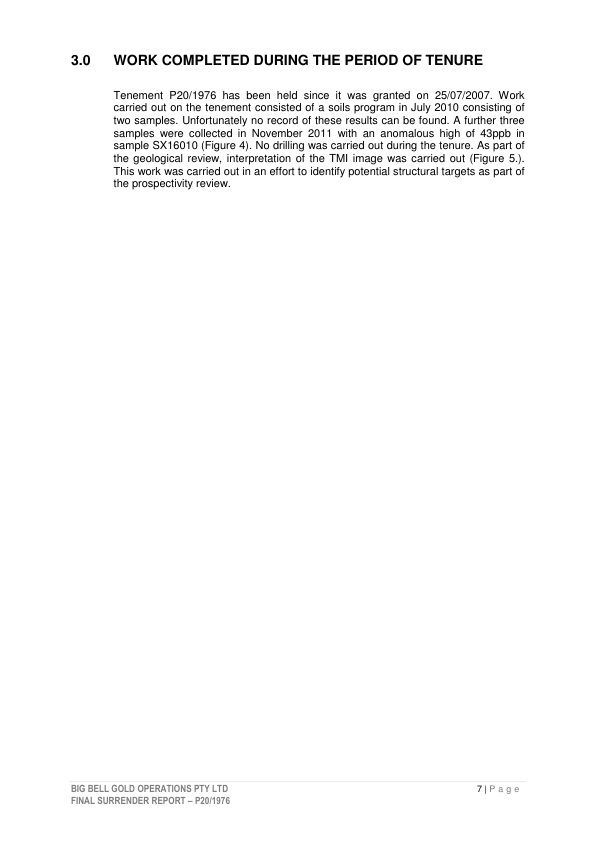 3.0 WORK COMPLETED DURING THE PERIOD OF TENURE
Tenement P20/1976 has been held since it was granted on 25/07/2007. Work
carried out on the tenement consisted of a soils program in July 2010 consisting of
two samples. Unfortunately no record of these results can be found. A further three
samples were collected in November 2011 with an anomalous high of 43ppb in
sample SX16010 (Figure 4). No drilling was carried out during the tenure. As part of
the geological review, interpretation of the TMI image was carried out (Figure 5.).
This work was carried out in an effort to identify potential structural targets as part of
the prospectivity review.
BIG BELL GOLD OPERATIONS PTY LTD 7 | Page
FINAL SURRENDER REPORT – P20/1976